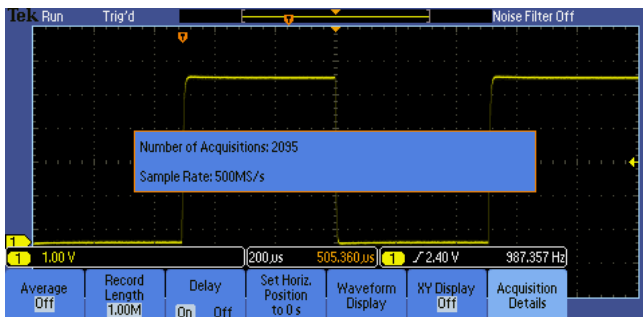 Tek Run Trig'd Noise Filter Off
T T
Number of Acquisitions: 2095
Sample Rate: 500MS/s
1
1 1.00 V 200µs 505.360µs 1 2.40 V 987.357 Hz
Average Off
Record Length 1.00M
Delay On Off
Set Horiz. Position to 0 s
Waveform Display
XY Display Off
Acquisition Details